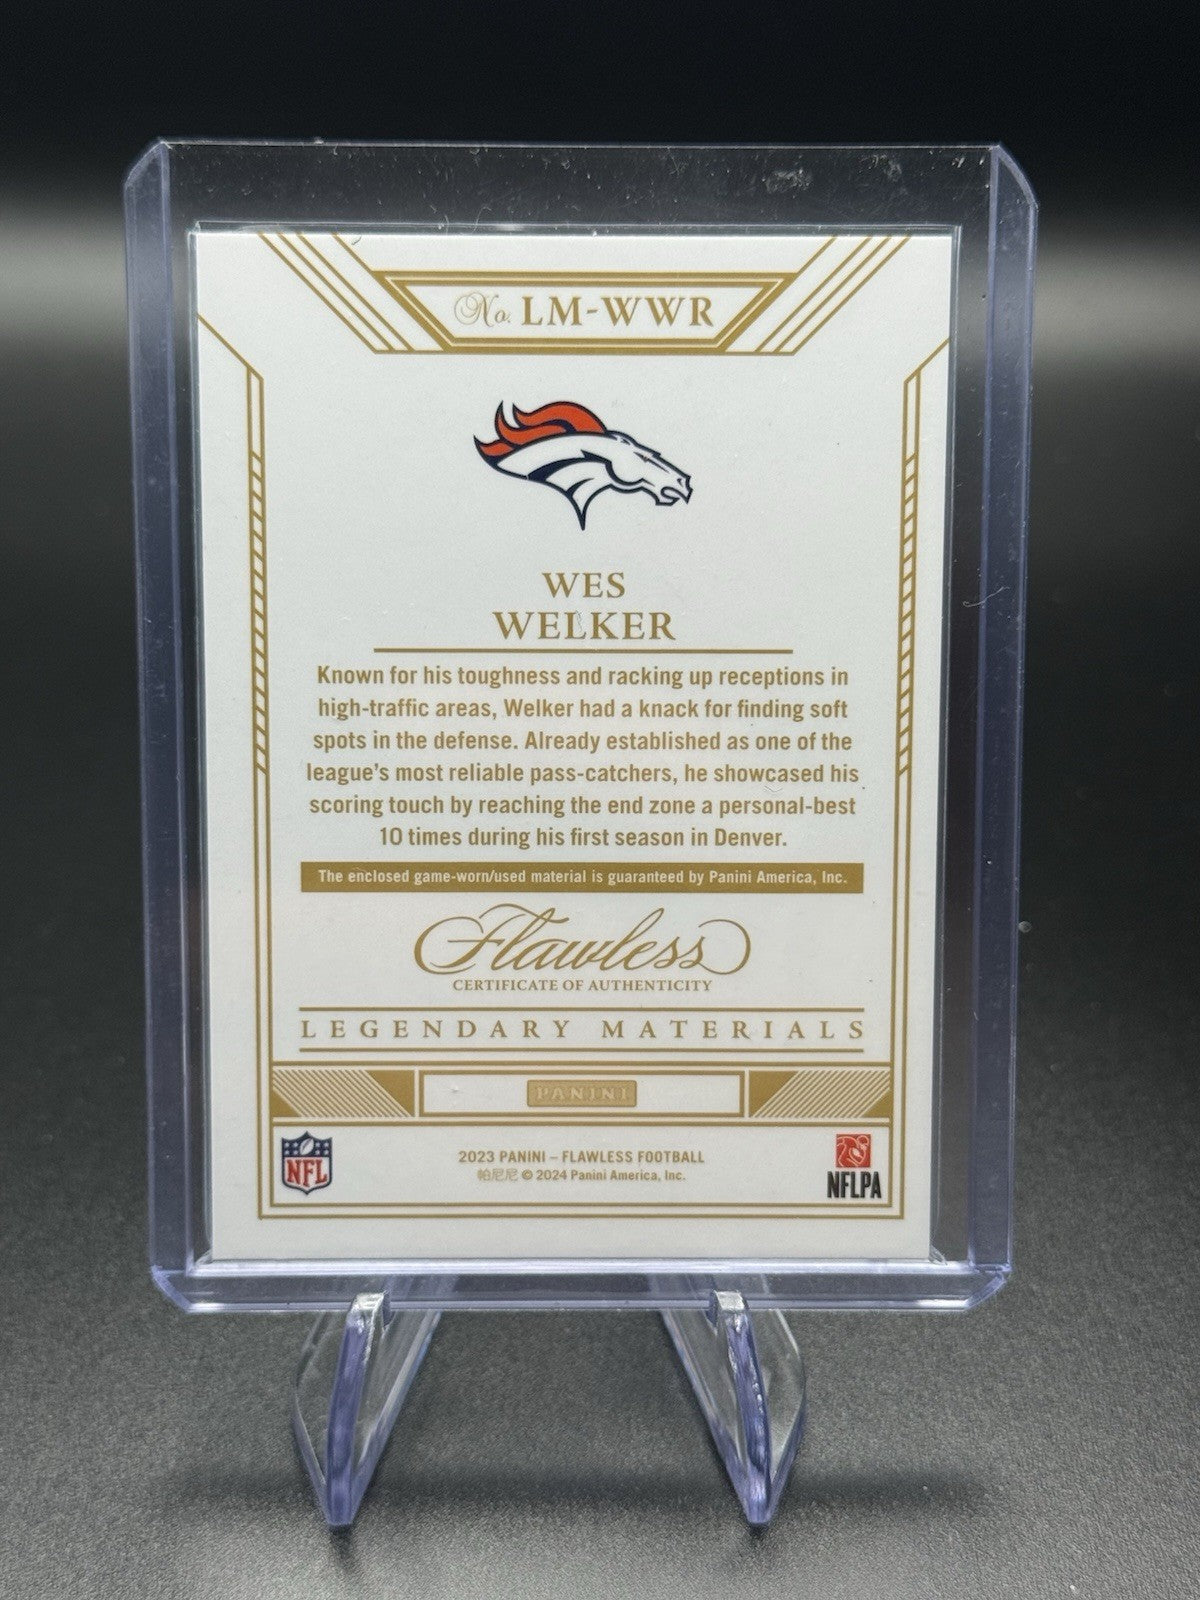 No. LM-WWR
WES
WELKER
Known for his toughness and racking up receptions in
high-traffic areas, Welker had a knack for finding soft
spots in the defense. Already established as one of the
league's most reliable pass-catchers, he showcased his
scoring touch by reaching the end zone a personal-best
10 times during his first season in Denver.
The enclosed game-worn/used material is guaranteed by Panini America, Inc.
Flawless
CERTIFICATE OF AUTHENTICITY
LEGENDARY MATERIALS
PANINI
NFL
2023 PANINI – FLAWLESS FOOTBALL
帕尼尼 © 2024 Panini America, Inc.
NFLPA